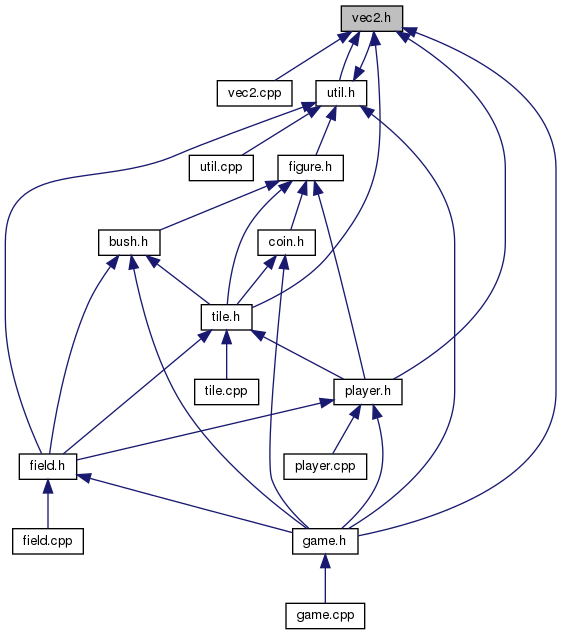 vec2.h
vec2.cpp
util.h
util.cpp
figure.h
bush.h
coin.h
tile.h
tile.cpp
player.h
field.h
player.cpp
field.cpp
game.h
game.cpp